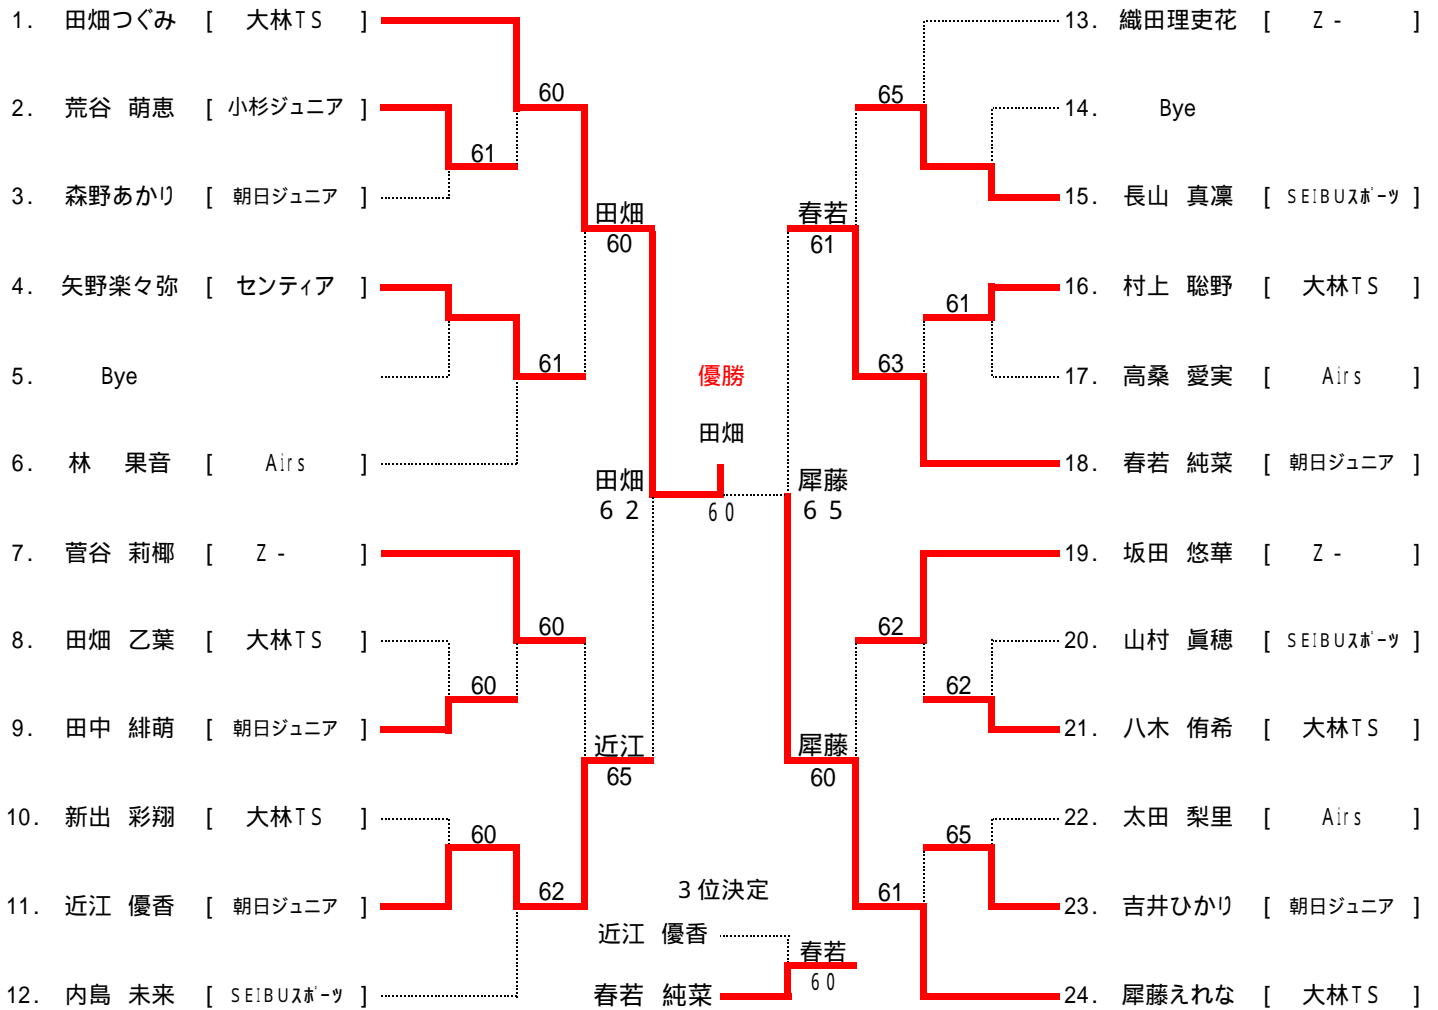 1. 田畑つぐみ [ 大林TS ]
60
2. 荒谷 萌恵 [ 小杉ジュニア ]
61
3. 森野あかり [ 朝日ジュニア ]
田畑
60
4. 矢野楽々弥 [ センティア ]
61
5. Bye
6. 林 果音 [ Airs ]
田畑
62
7. 菅谷 莉椰 [ Z- ]
60
8. 田畑 乙葉 [ 大林TS ]
60
9. 田中 緋萌 [ 朝日ジュニア ]
近江
65
10. 新出 彩翔 [ 大林TS ]
60
11. 近江 優香 [ 朝日ジュニア ]
62
12. 内島 未来 [ SEIBUスポーツ ]
優勝
田畑
60
3位決定
近江 優香
春若
60
春若 純菜
13. 織田理吏花 [ Z- ]
65
14. Bye
15. 長山 真凜 [ SEIBUスポーツ ]
春若
61
16. 村上 聡野 [ 大林TS ]
61
17. 高桑 愛実 [ Airs ]
63
18. 春若 純菜 [ 朝日ジュニア ]
犀藤
65
19. 坂田 悠華 [ Z- ]
62
20. 山村 眞穂 [ SEIBUスポーツ ]
62
21. 八木 侑希 [ 大林TS ]
犀藤
60
22. 太田 梨里 [ Airs ]
65
23. 吉井ひかり [ 朝日ジュニア ]
61
24. 犀藤えれな [ 大林TS ]